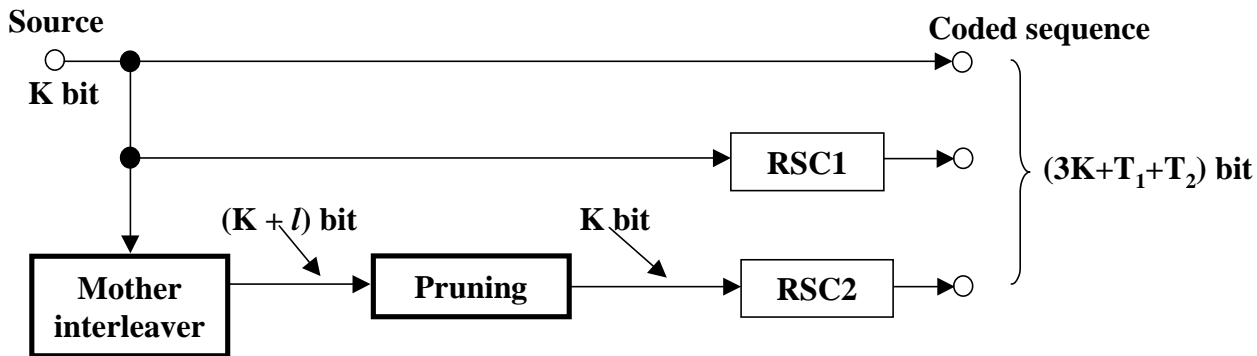 Source
Coded sequence
K bit
RSC1
(3K+T₁+T₂) bit
(K + l) bit
K bit
Mother
interleaver
Pruning
RSC2